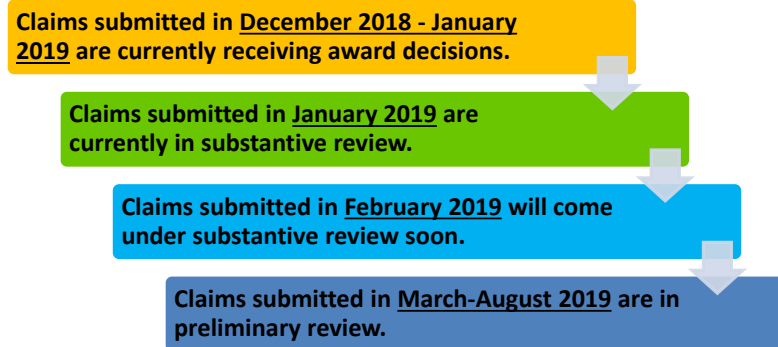 Claims submitted in December 2018 - January
2019 are currently receiving award decisions.
Claims submitted in January 2019 are
currently in substantive review.
Claims submitted in February 2019 will come
under substantive review soon.
Claims submitted in March-August 2019 are in
preliminary review.